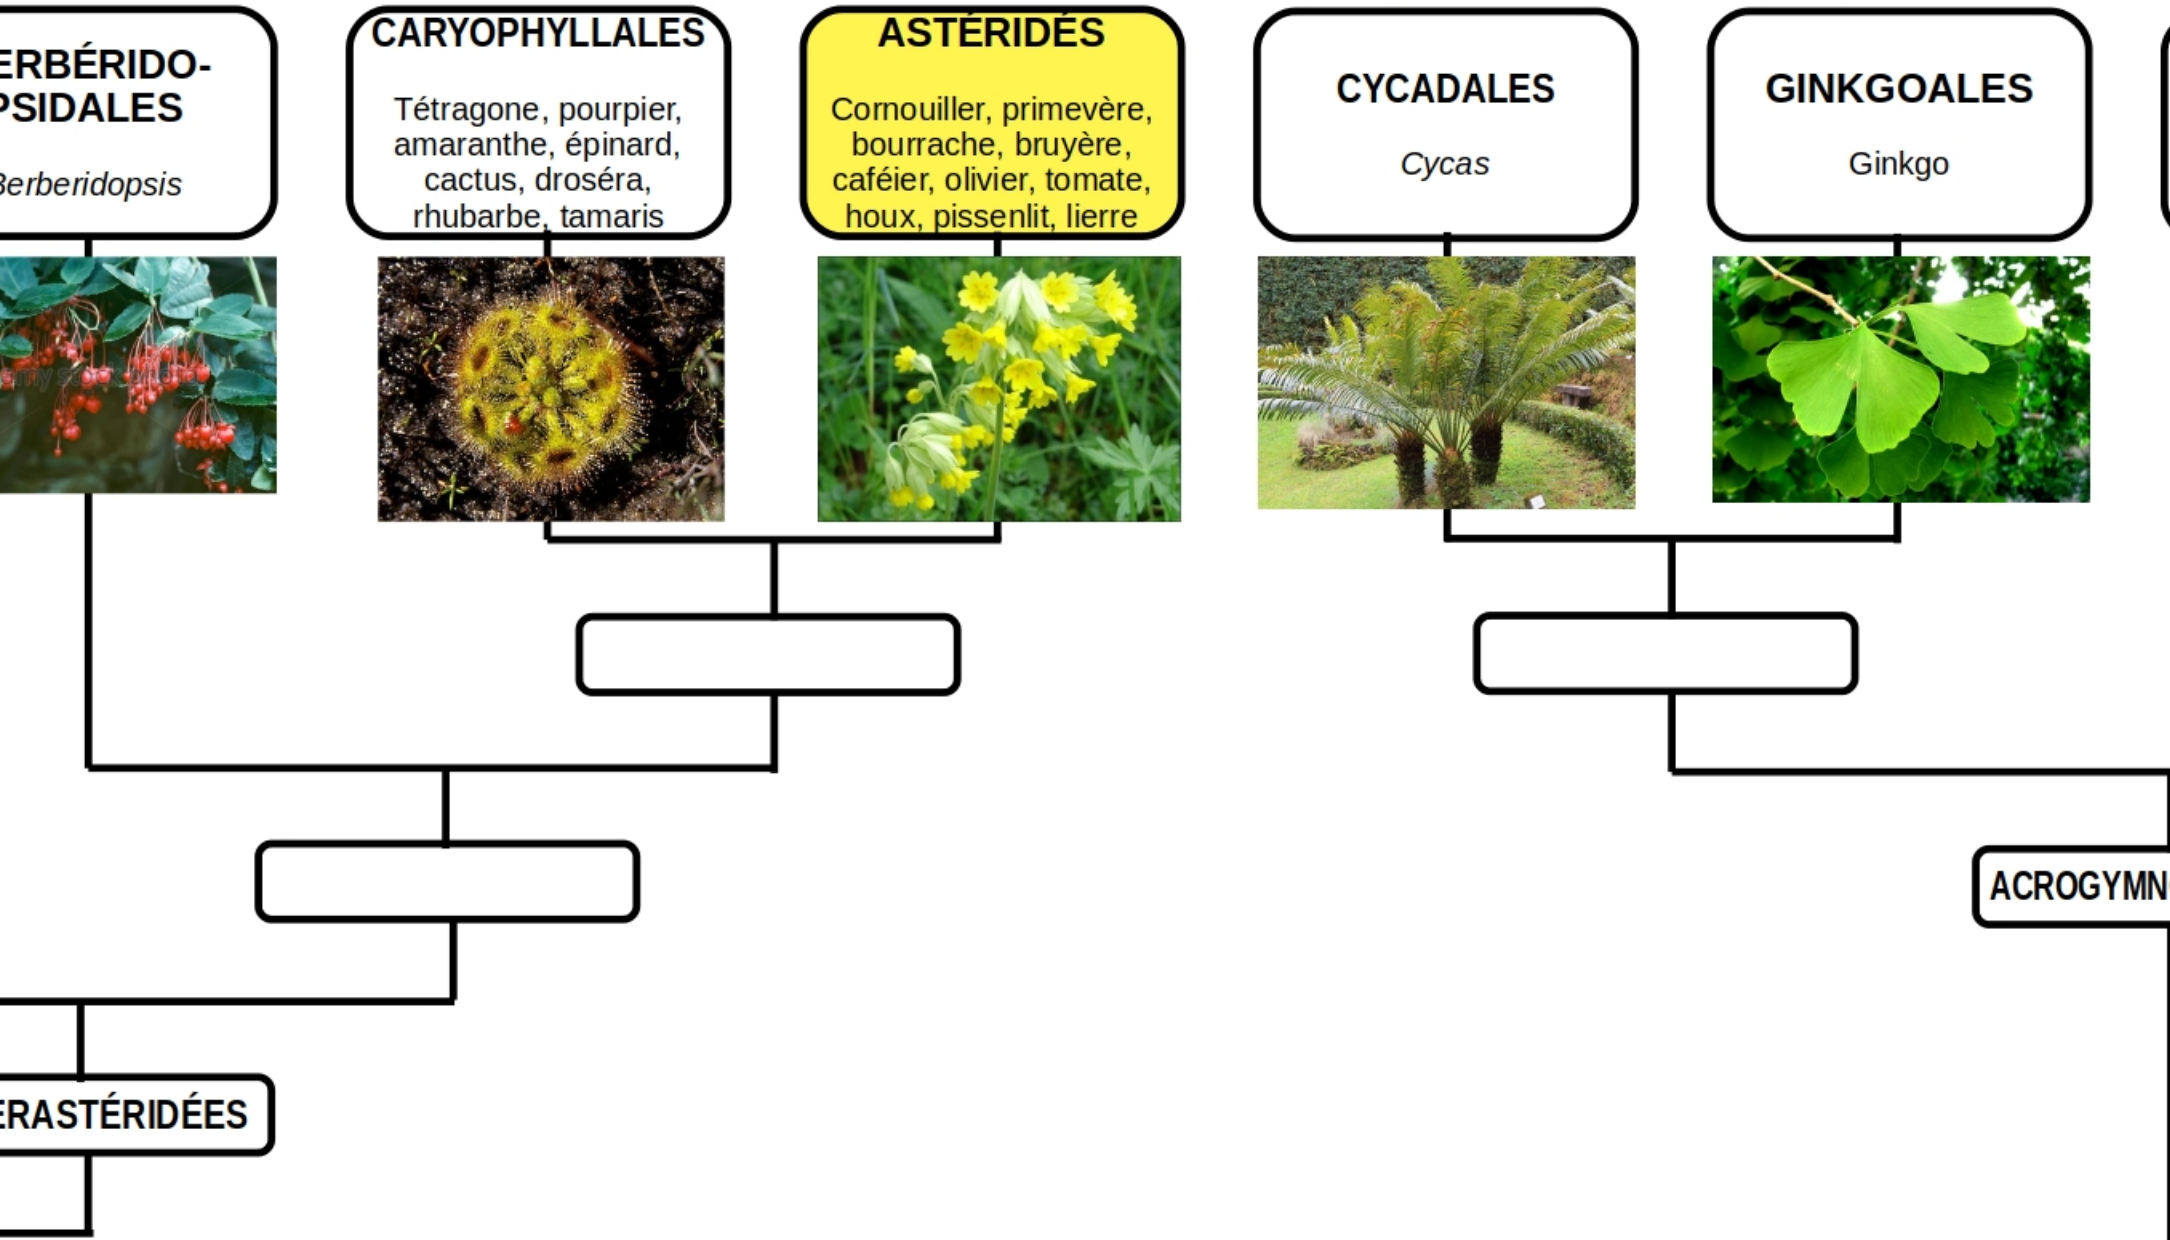 ERBÉRIDO-
PSIDALES
Berberidopsis
CARYOPHYLLALES
Tétragone, pourpier,
amaranthe, épinard,
cactus, droséra,
rhubarbe, tamaris
ASTÉRIDÉS
Cornouiller, primevère,
bourrache, bruyère,
caféier, olivier, tomate,
houx, pissenlit, lierre
CYCADALES
Cycas
GINKGOALES
Ginkgo
ACROGYMN
ERASTÉRIDÉES